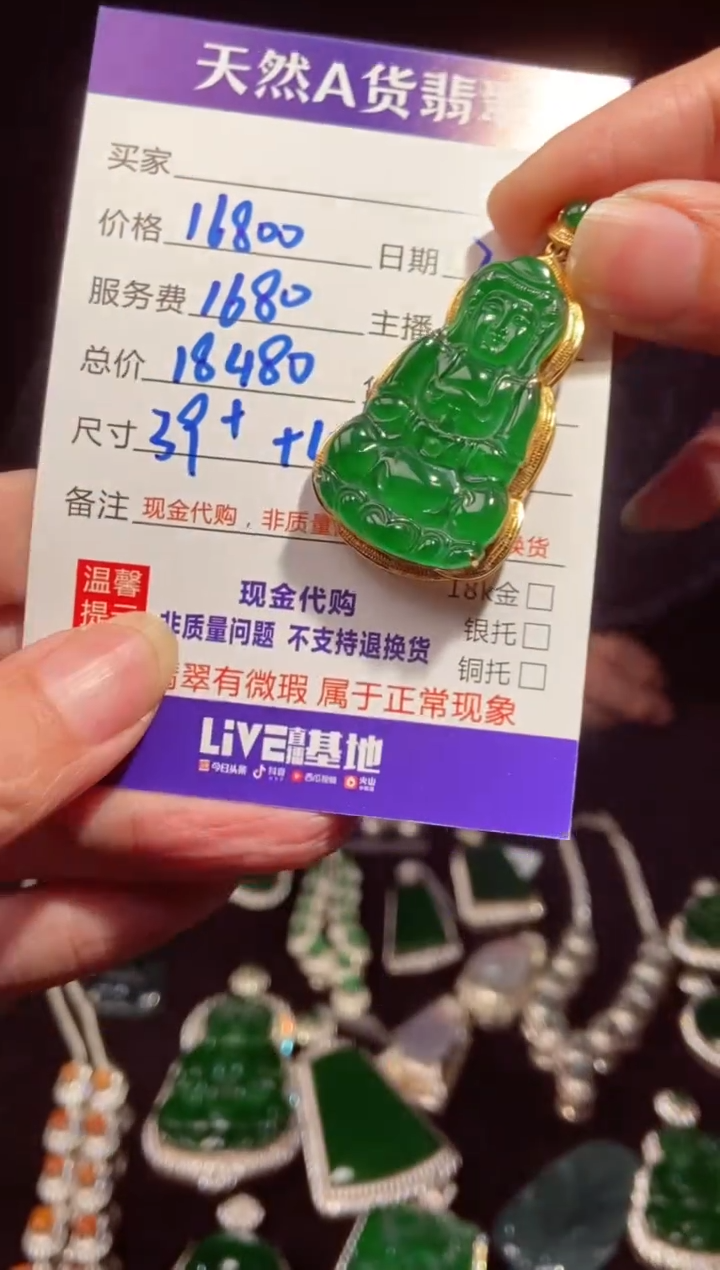 天然A货翡翠
买家
价格 16800 日期
服务费 1680 主播
总价 18480
尺寸 39+ +1
备注 现金代购，非质量 换货
温馨
提示
现金代购
非质量问题 不支持退换货
翡翠有微瑕 属于正常现象
18k金
银托
铜托
LiVE直播基地
今日头条 抖音 西瓜视频 火山